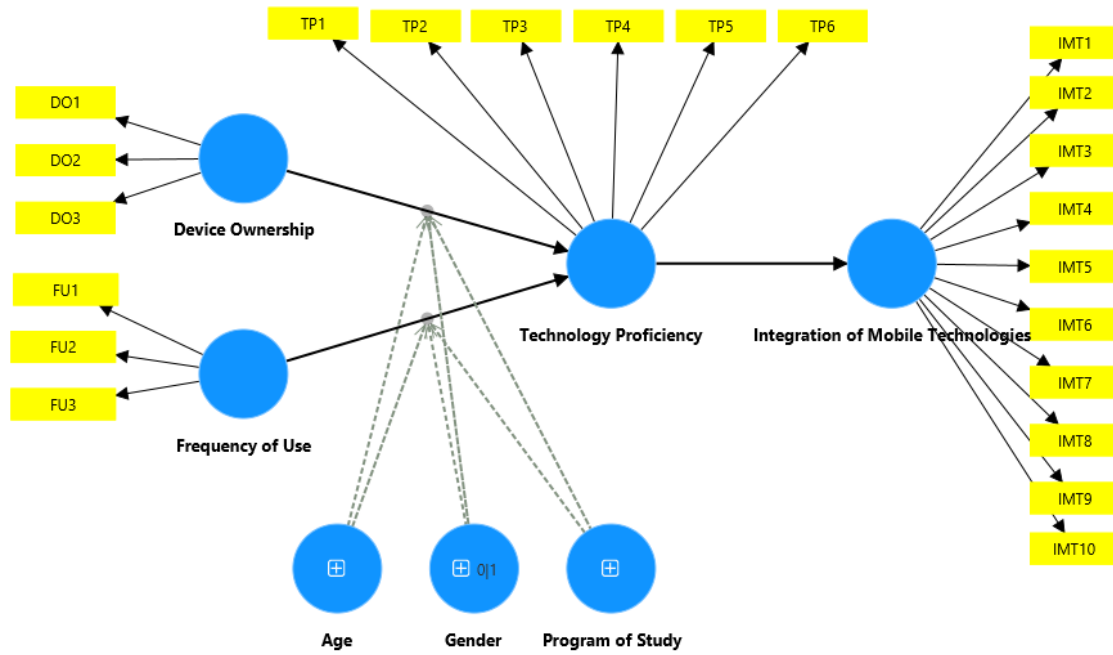 TP1
TP2
TP3
TP4
TP5
TP6
IMT1
IMT2
IMT3
IMT4
IMT5
IMT6
IMT7
IMT8
IMT9
IMT10
DO1
DO2
DO3
Device Ownership
FU1
FU2
FU3
Frequency of Use
Technology Proficiency
Integration of Mobile Technologies
0|1
Age
Gender
Program of Study